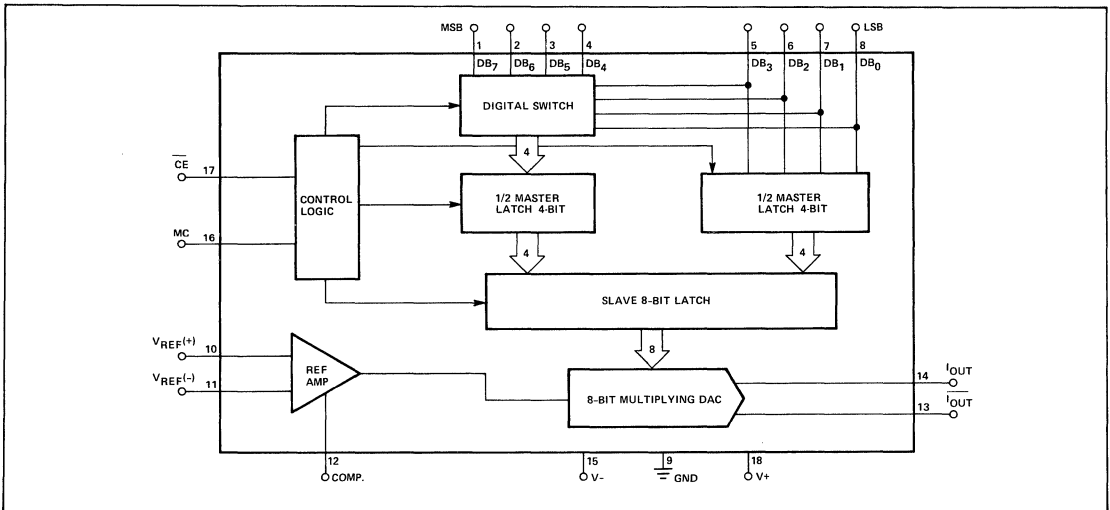 MSB LSB
1 2 3 4 5 6 7 8
DB7 DB6 DB5 DB4 DB3 DB2 DB1 DB0
DIGITAL SWITCH
4
CE
17
MC
16
CONTROL
LOGIC
1/2 MASTER
LATCH 4-BIT
1/2 MASTER
LATCH 4-BIT
4
4
SLAVE 8-BIT LATCH
8
VREF(+)
10
VREF(-)
11
REF
AMP
8-BIT MULTIPLYING DAC
14
IOUT
13
IOUT
12
COMP.
15
V-
9
GND
18
V+